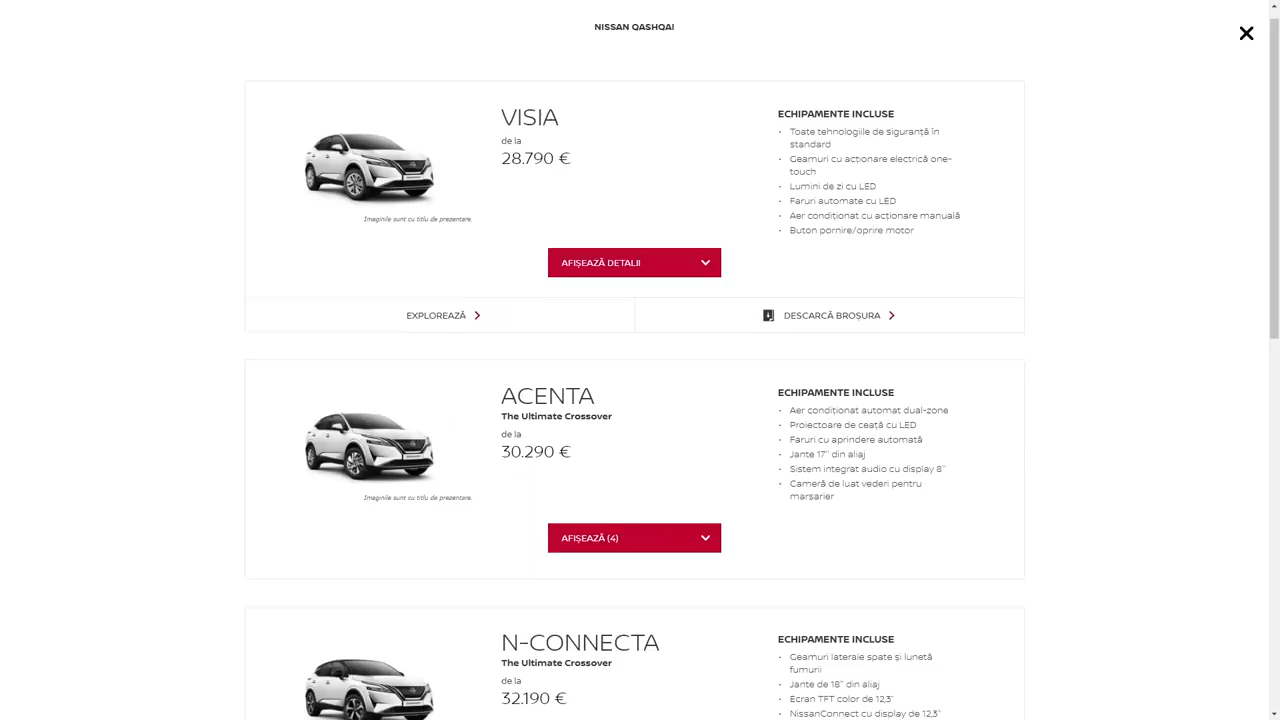 NISSAN QASHQAI
VISIA
de la
28.790 €
Imaginile sunt cu titlu de prezentare.
ECHIPAMENTE INCLUSE
• Toate tehnologiile de siguranță în
standard
• Geamuri cu acționare electrică one-
touch
• Lumini de zi cu LED
• Faruri automate cu LED
• Aer condiționat cu acționare manuală
• Buton pornire/oprire motor
AFIȘEAZĂ DETALII
EXPLOREAZĂ
DESCARCĂ BROȘURA
ACENTA
The Ultimate Crossover
de la
30.290 €
Imaginile sunt cu titlu de prezentare.
ECHIPAMENTE INCLUSE
• Aer condiționat automat dual-zone
• Proiectoare de ceață cu LED
• Faruri cu aprindere automată
• Jante 17'' din aliaj
• Sistem integrat audio cu display 8''
• Cameră de luat vederi pentru
marșarier
AFIȘEAZĂ (4)
N-CONNECTA
The Ultimate Crossover
de la
32.190 €
ECHIPAMENTE INCLUSE
• Geamuri laterale spate și lunetă
fumurii
• Jante de 18'' din aliaj
• Ecran TFT color de 12,3'
• NissanConnect cu display de 12,3''